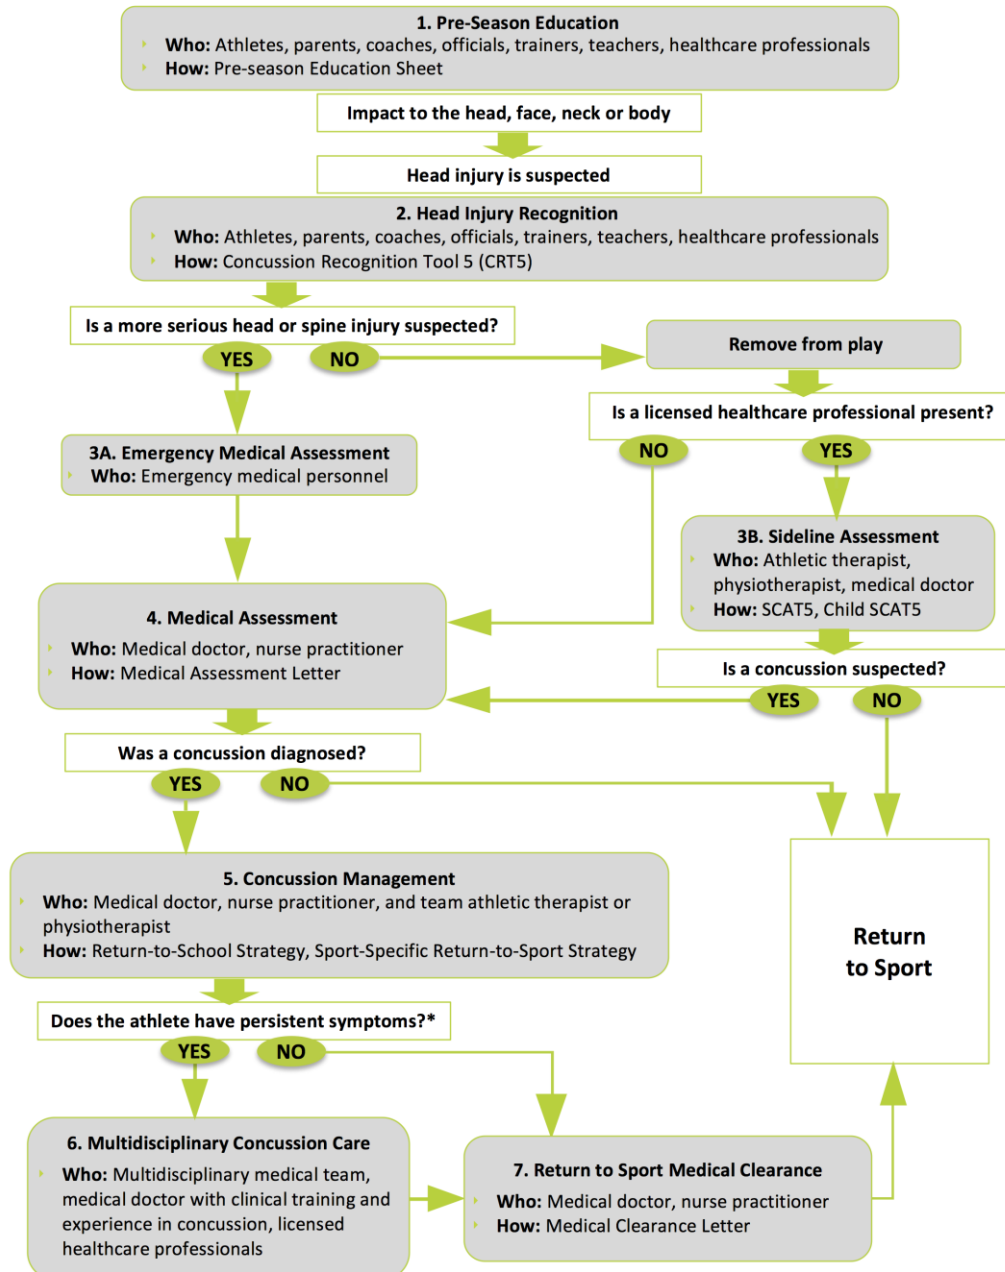 1. Pre-Season Education
Who: Athletes, parents, coaches, officials, trainers, teachers, healthcare professionals
How: Pre-season Education Sheet
Impact to the head, face, neck or body
Head injury is suspected
2. Head Injury Recognition
Who: Athletes, parents, coaches, officials, trainers, teachers, healthcare professionals
How: Concussion Recognition Tool 5 (CRT5)
Is a more serious head or spine injury suspected?
YES
NO
Remove from play
Is a licensed healthcare professional present?
NO
YES
3A. Emergency Medical Assessment
Who: Emergency medical personnel
3B. Sideline Assessment
Who: Athletic therapist,
physiotherapist, medical doctor
How: SCAT5, Child SCAT5
4. Medical Assessment
Who: Medical doctor, nurse practitioner
How: Medical Assessment Letter
Is a concussion suspected?
YES
NO
Was a concussion diagnosed?
YES
NO
5. Concussion Management
Who: Medical doctor, nurse practitioner, and team athletic therapist or
physiotherapist
How: Return-to-School Strategy, Sport-Specific Return-to-Sport Strategy
Return
to Sport
Does the athlete have persistent symptoms?*
YES
NO
6. Multidisciplinary Concussion Care
Who: Multidisciplinary medical team,
medical doctor with clinical training and
experience in concussion, licensed
healthcare professionals
7. Return to Sport Medical Clearance
Who: Medical doctor, nurse practitioner
How: Medical Clearance Letter